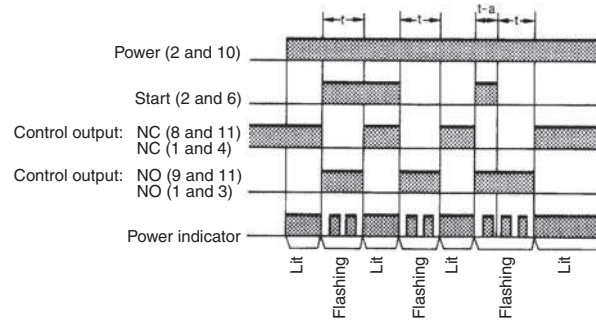 t t t-a t
Power (2 and 10)
Start (2 and 6)
Control output: NC (8 and 11)
NC (1 and 4)
Control output: NO (9 and 11)
NO (1 and 3)
Power indicator
Lit Flashing Lit Flashing Lit Flashing Lit